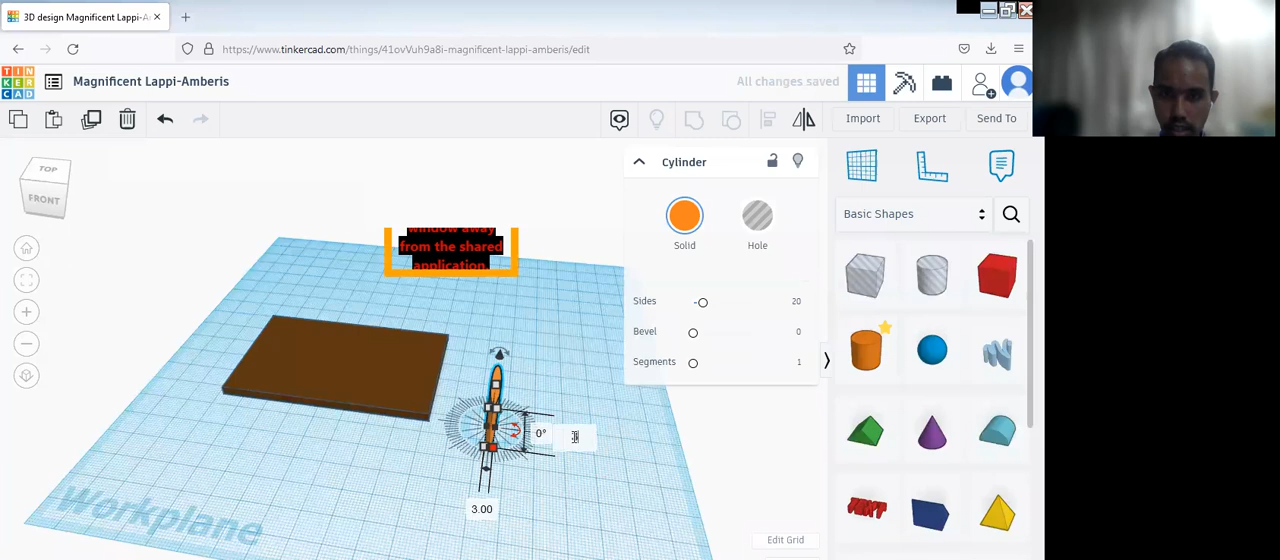 3D design Magnificent Lappi-A
https://www.tinkercad.com/things/41ovVuh9a8i-magnificent-lappi-amberis/edit
TIN
KER
CAD
Magnificent Lappi-Amberis
All changes saved
Import
Export
Send To
TOP
FRONT
window away
from the shared
application.
Cylinder
Solid
Hole
Sides
20
Bevel
0
Segments
1
Basic Shapes
TEXT
0°
3.00
Workplane
Edit Grid